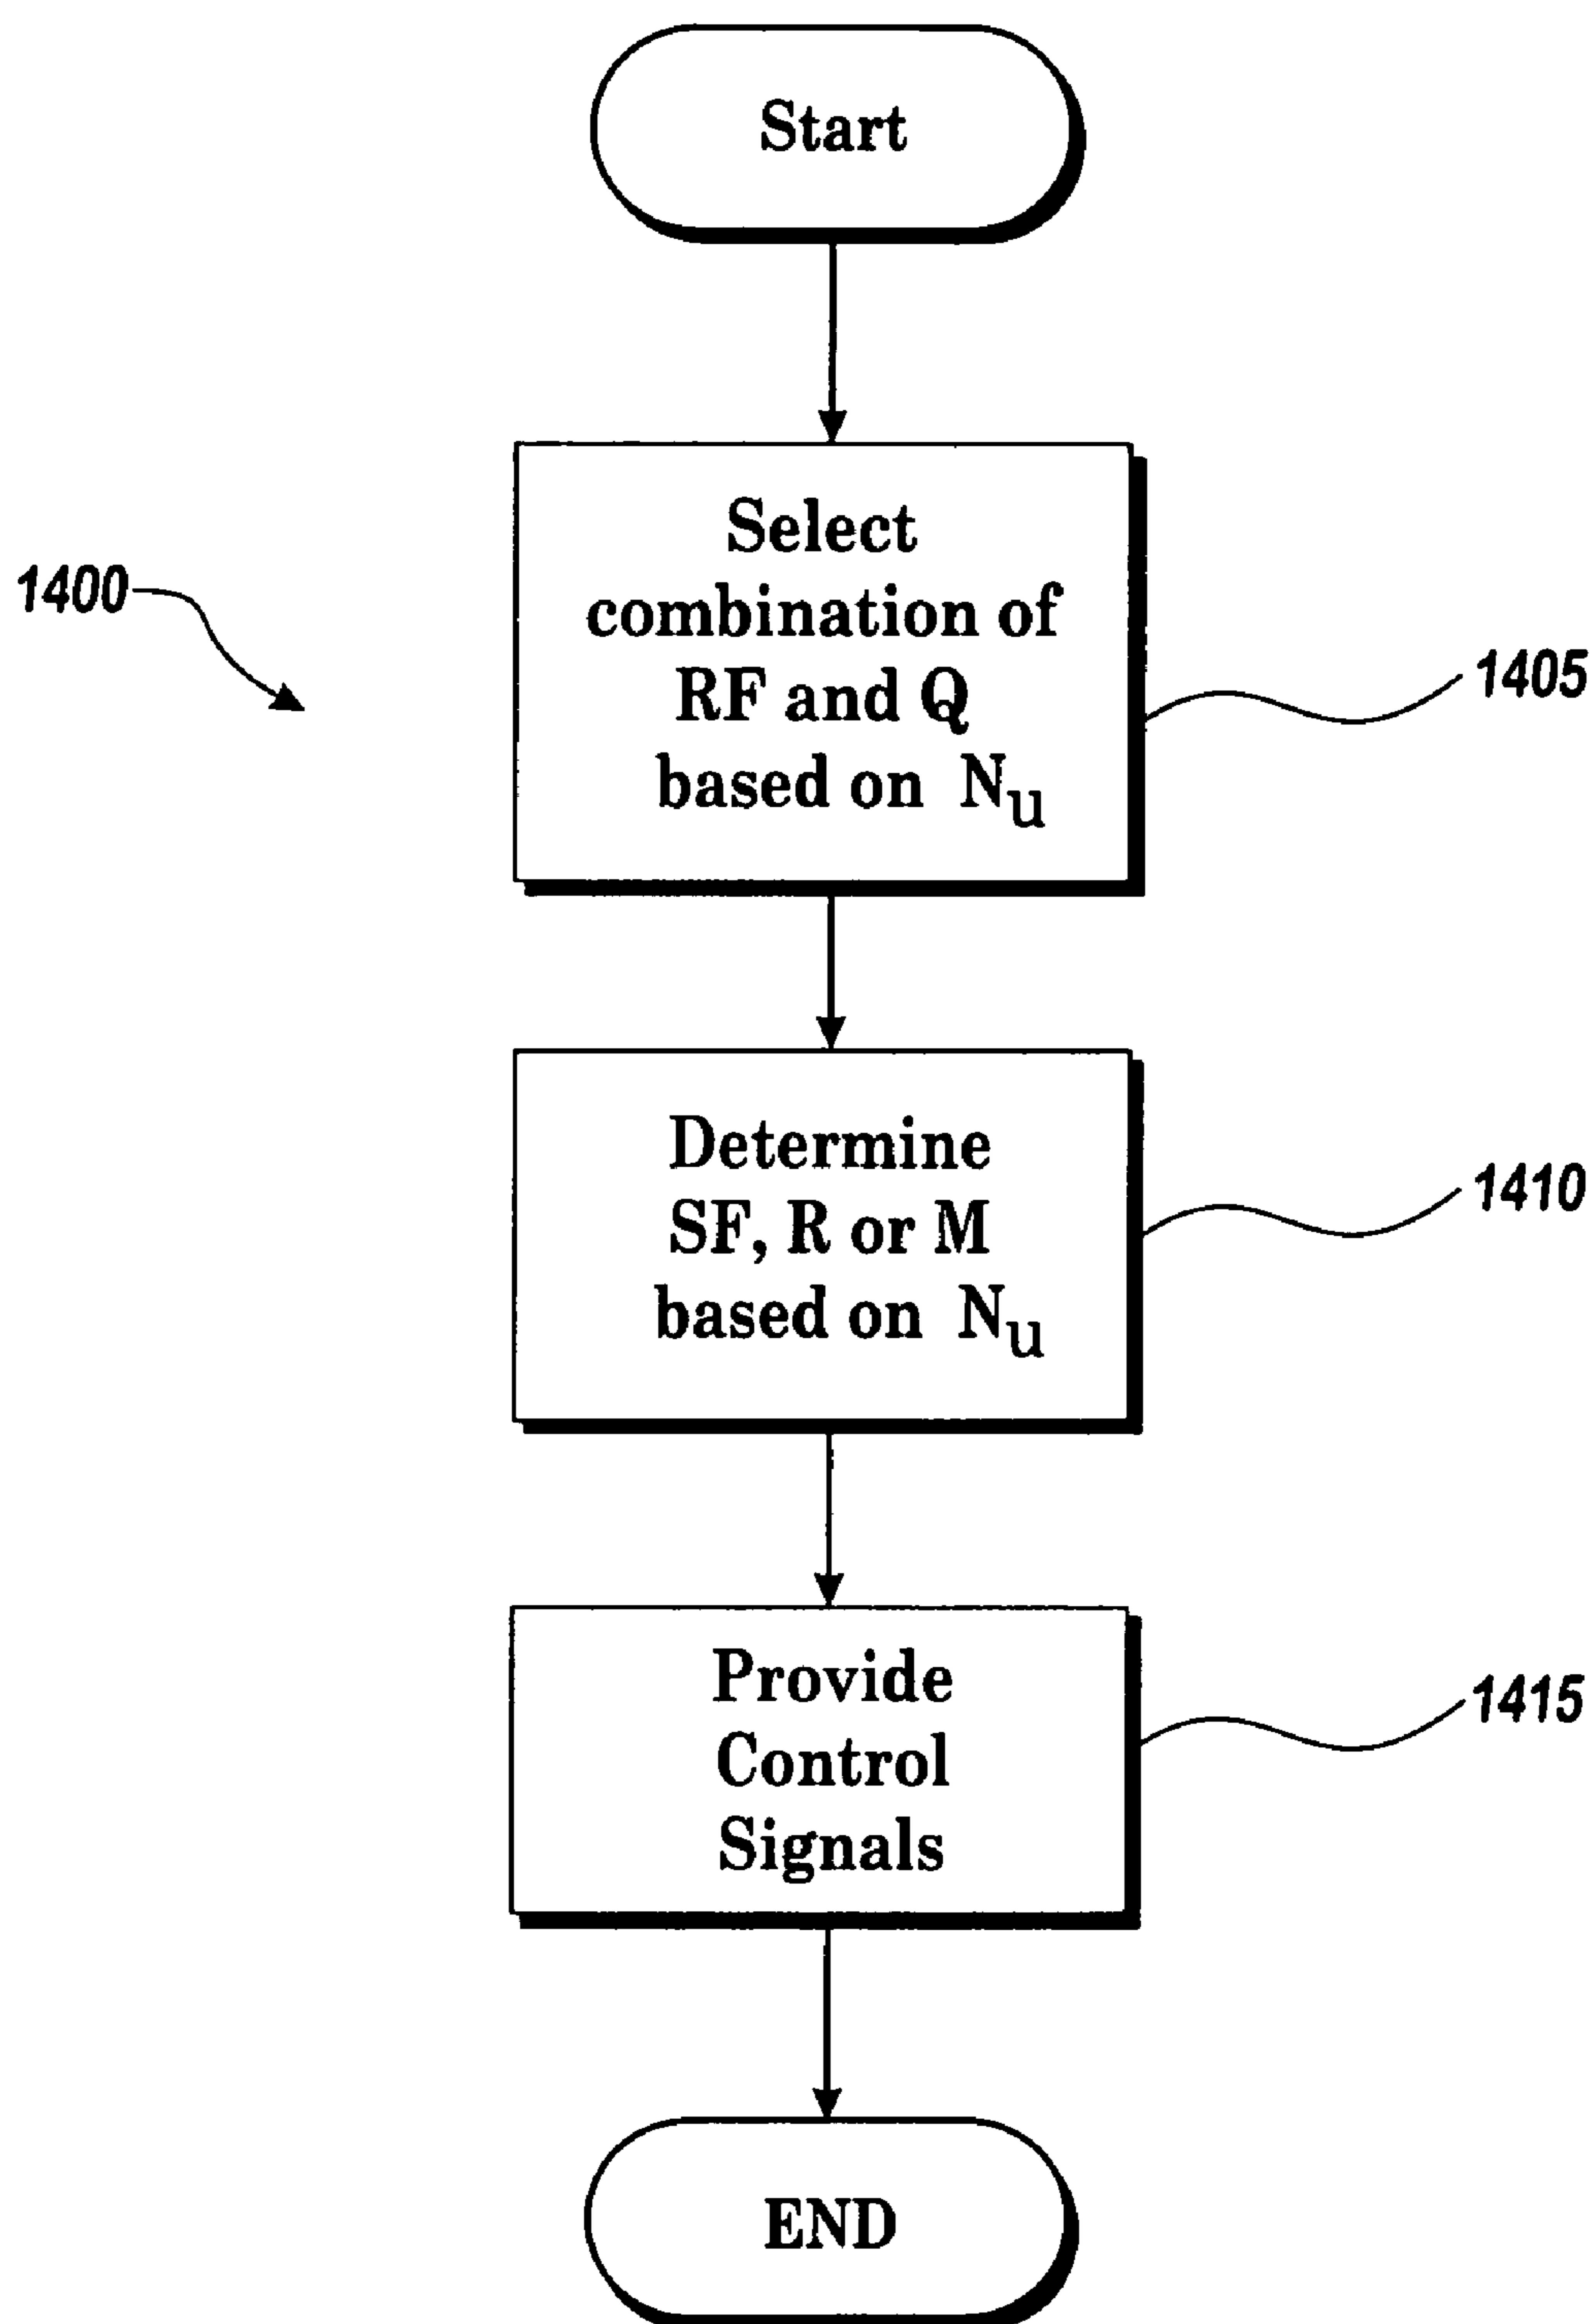 Start
Select
combination of
RF and Q
based on Nu
1400
1405
Determine
SF, R or M
based on Nu
1410
Provide
Control
Signals
1415
END